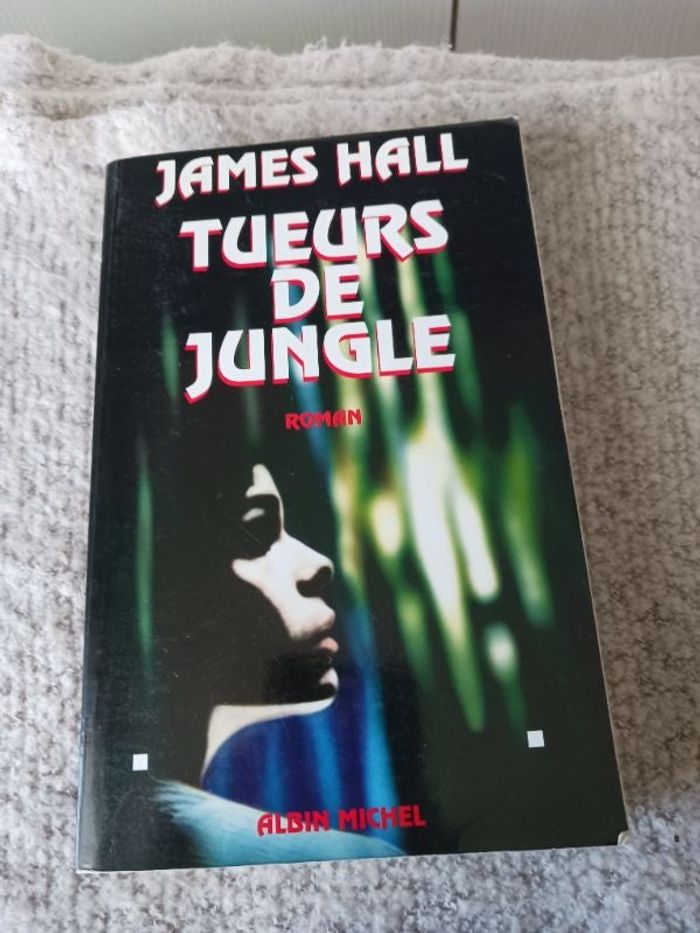 JAMES HALL
TUEURS
DE
JUNGLE
ROMAN
ALBIN MICHEL